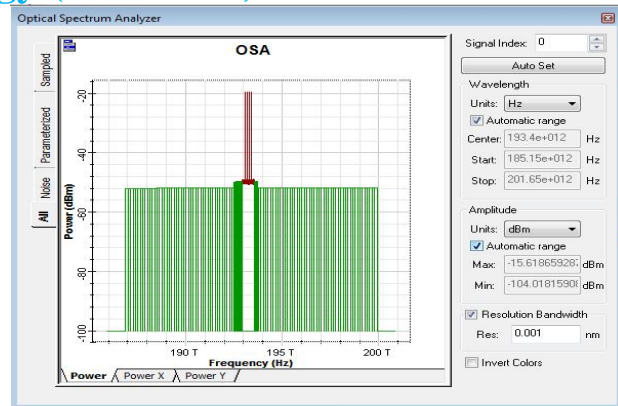 Optical Spectrum Analyzer
Signal Index: 0
Auto Set
OSA
Sampled
Parameterized
Noise
All
Power (dBm)
-20
-40
-60
-80
-100
190 T
195 T
200 T
Frequency (Hz)
Power
Power X
Power Y
Wavelength
Units: Hz
Automatic range
Center: 193.4e+012 Hz
Start: 185.15e+012 Hz
Stop: 201.65e+012 Hz
Amplitude
Units: dBm
Automatic range
Max: -15.61865928 dBm
Min: -104.0181590 dBm
Resolution Bandwidth
Res: 0.001 nm
Invert Colors